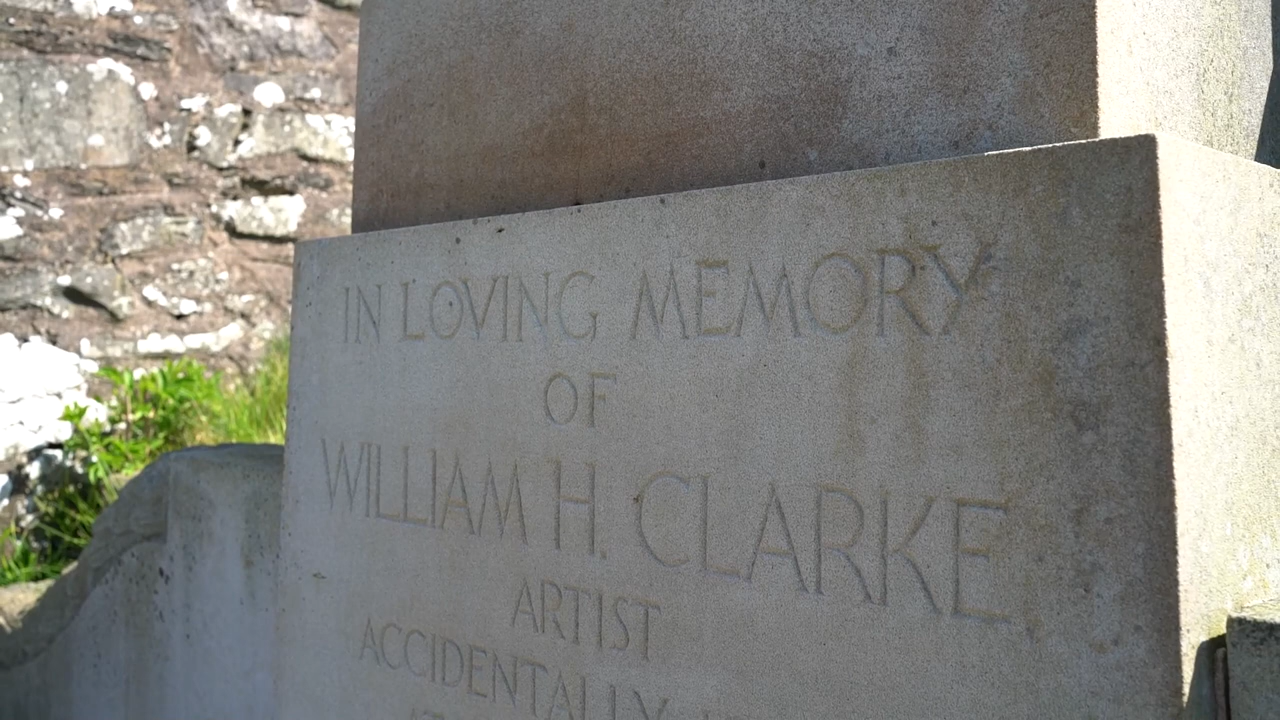 IN LOVING MEMORY
OF
WILLIAM H. CLARKE,
ARTIST
ACCIDENTALLY